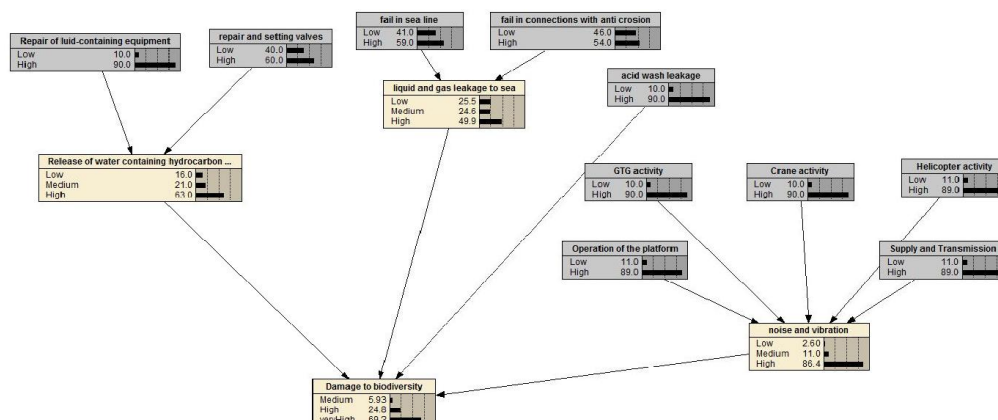 fail in sea line
Low 41.0
High 59.0
fail in connections with anti crosion
Low 46.0
High 54.0
Repair of luid-containing equipment
Low 10.0
High 90.0
repair and setting valves
Low 40.0
High 60.0
acid wash leakage
Low 10.0
High 90.0
liquid and gas leakage to sea
Low 25.5
Medium 24.6
High 49.9
Release of water containing hydrocarbon ...
Low 16.0
Medium 21.0
High 63.0
GTG activity
Low 10.0
High 90.0
Crane activity
Low 10.0
High 90.0
Helicopter activity
Low 11.0
High 89.0
Operation of the platform
Low 11.0
High 89.0
Supply and Transmission
Low 11.0
High 89.0
noise and vibration
Low 2.60
Medium 11.0
High 86.4
Damage to biodiversity
Medium 5.93
High 24.8
veryHigh 69.2